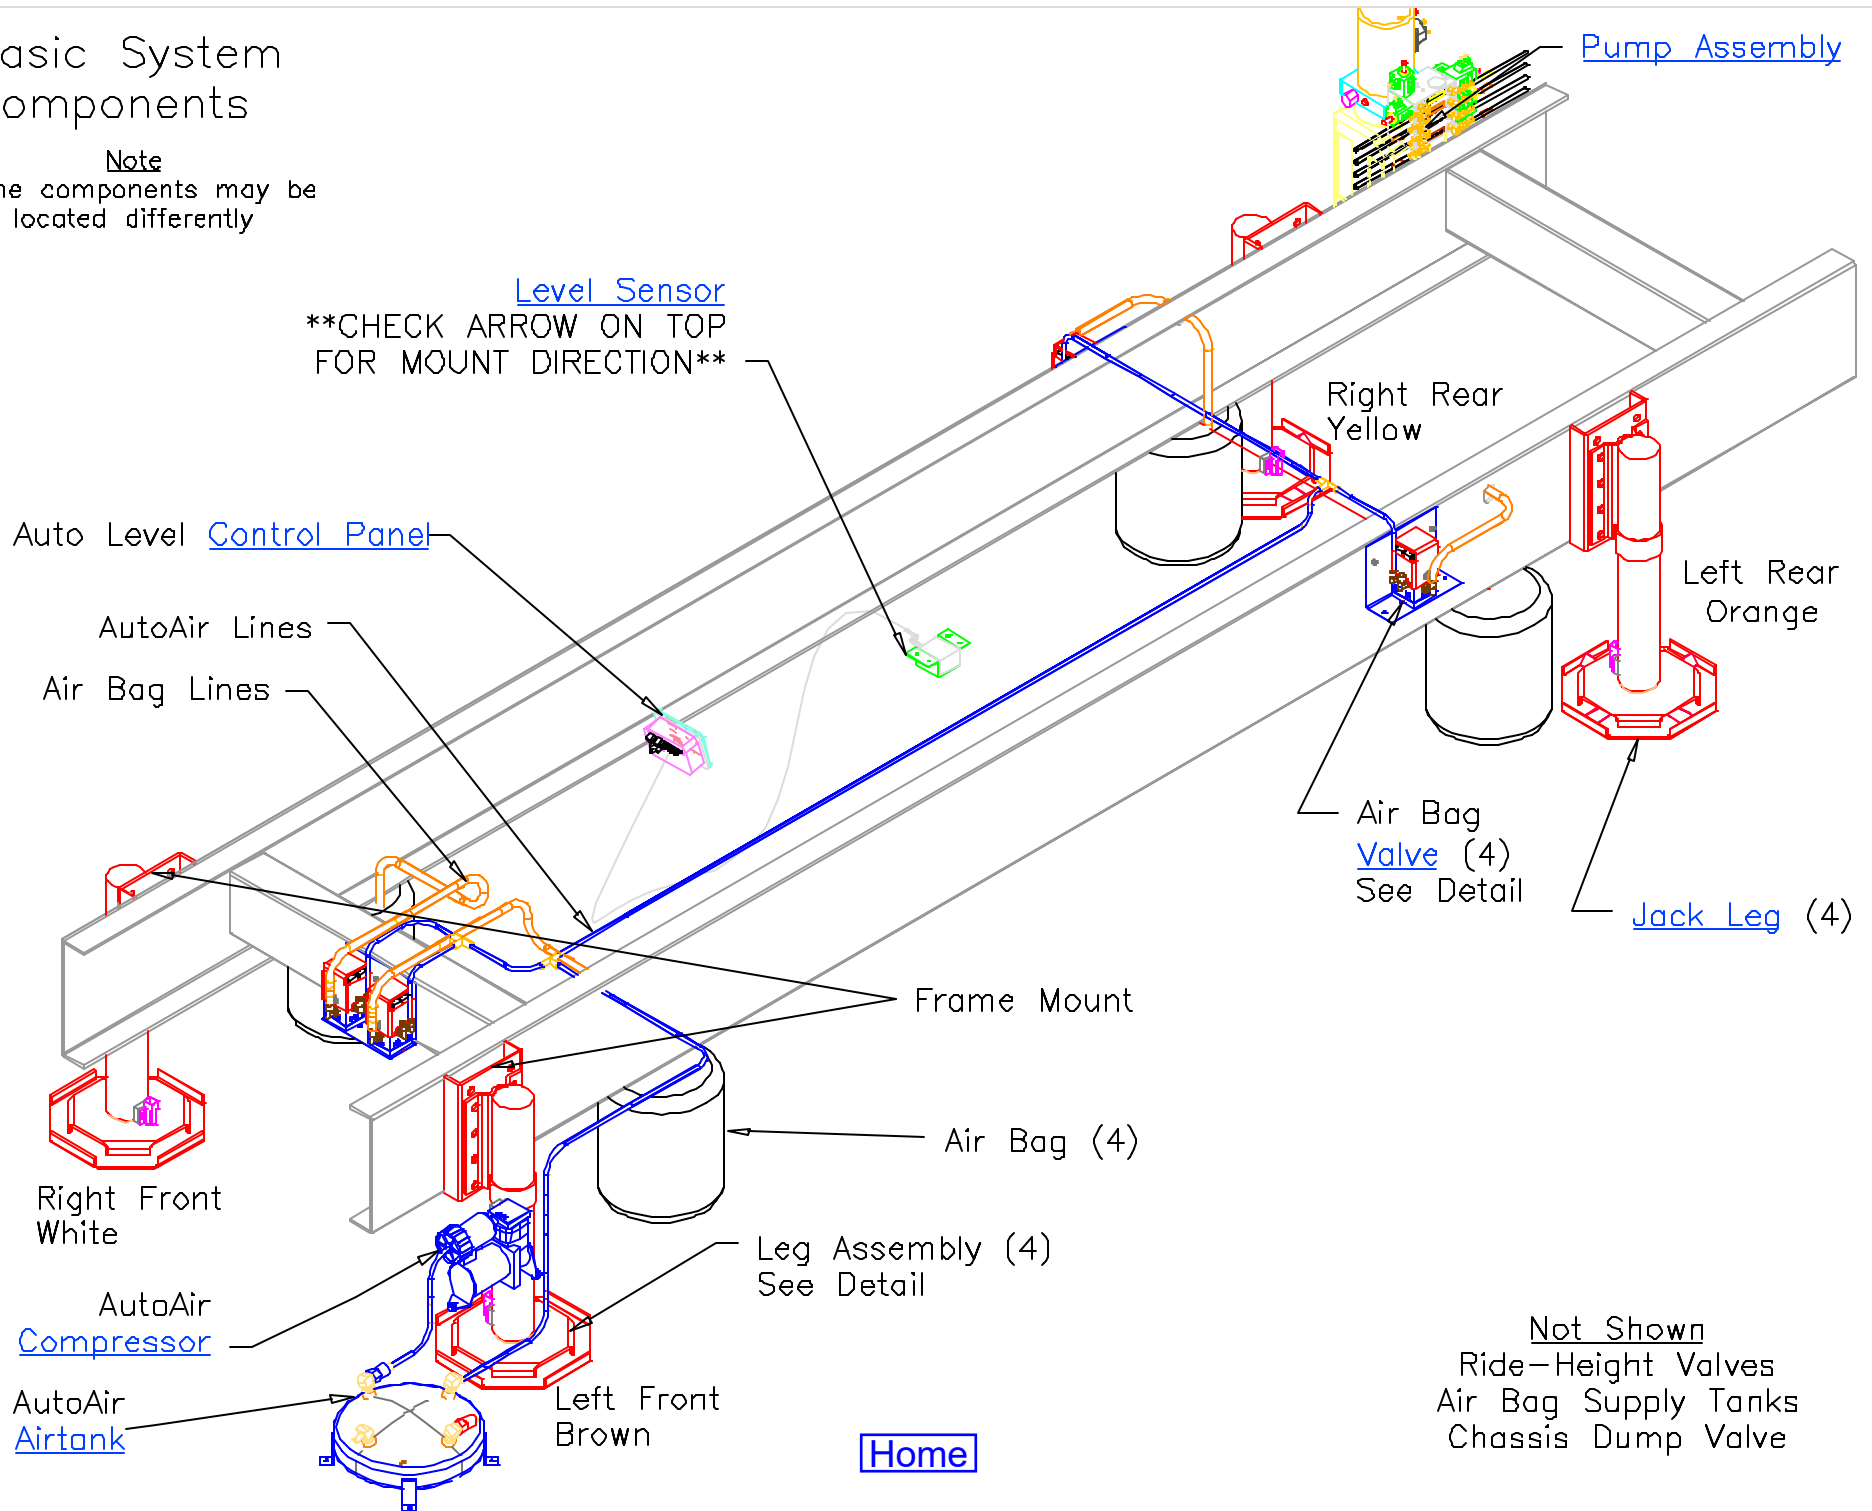 asic System
omponents
Note
ne components may be
located differently
Pump Assembly
Level Sensor
**CHECK ARROW ON TOP
FOR MOUNT DIRECTION**
Right Rear
Yellow
Auto Level Control Panel
Left Rear
Orange
AutoAir Lines
Air Bag Lines
Air Bag
Valve (4)
See Detail
Jack Leg (4)
Frame Mount
Air Bag (4)
Right Front
White
Leg Assembly (4)
See Detail
AutoAir
Compressor
AutoAir
Airtank
Left Front
Brown
Home
Not Shown
Ride-Height Valves
Air Bag Supply Tanks
Chassis Dump Valve